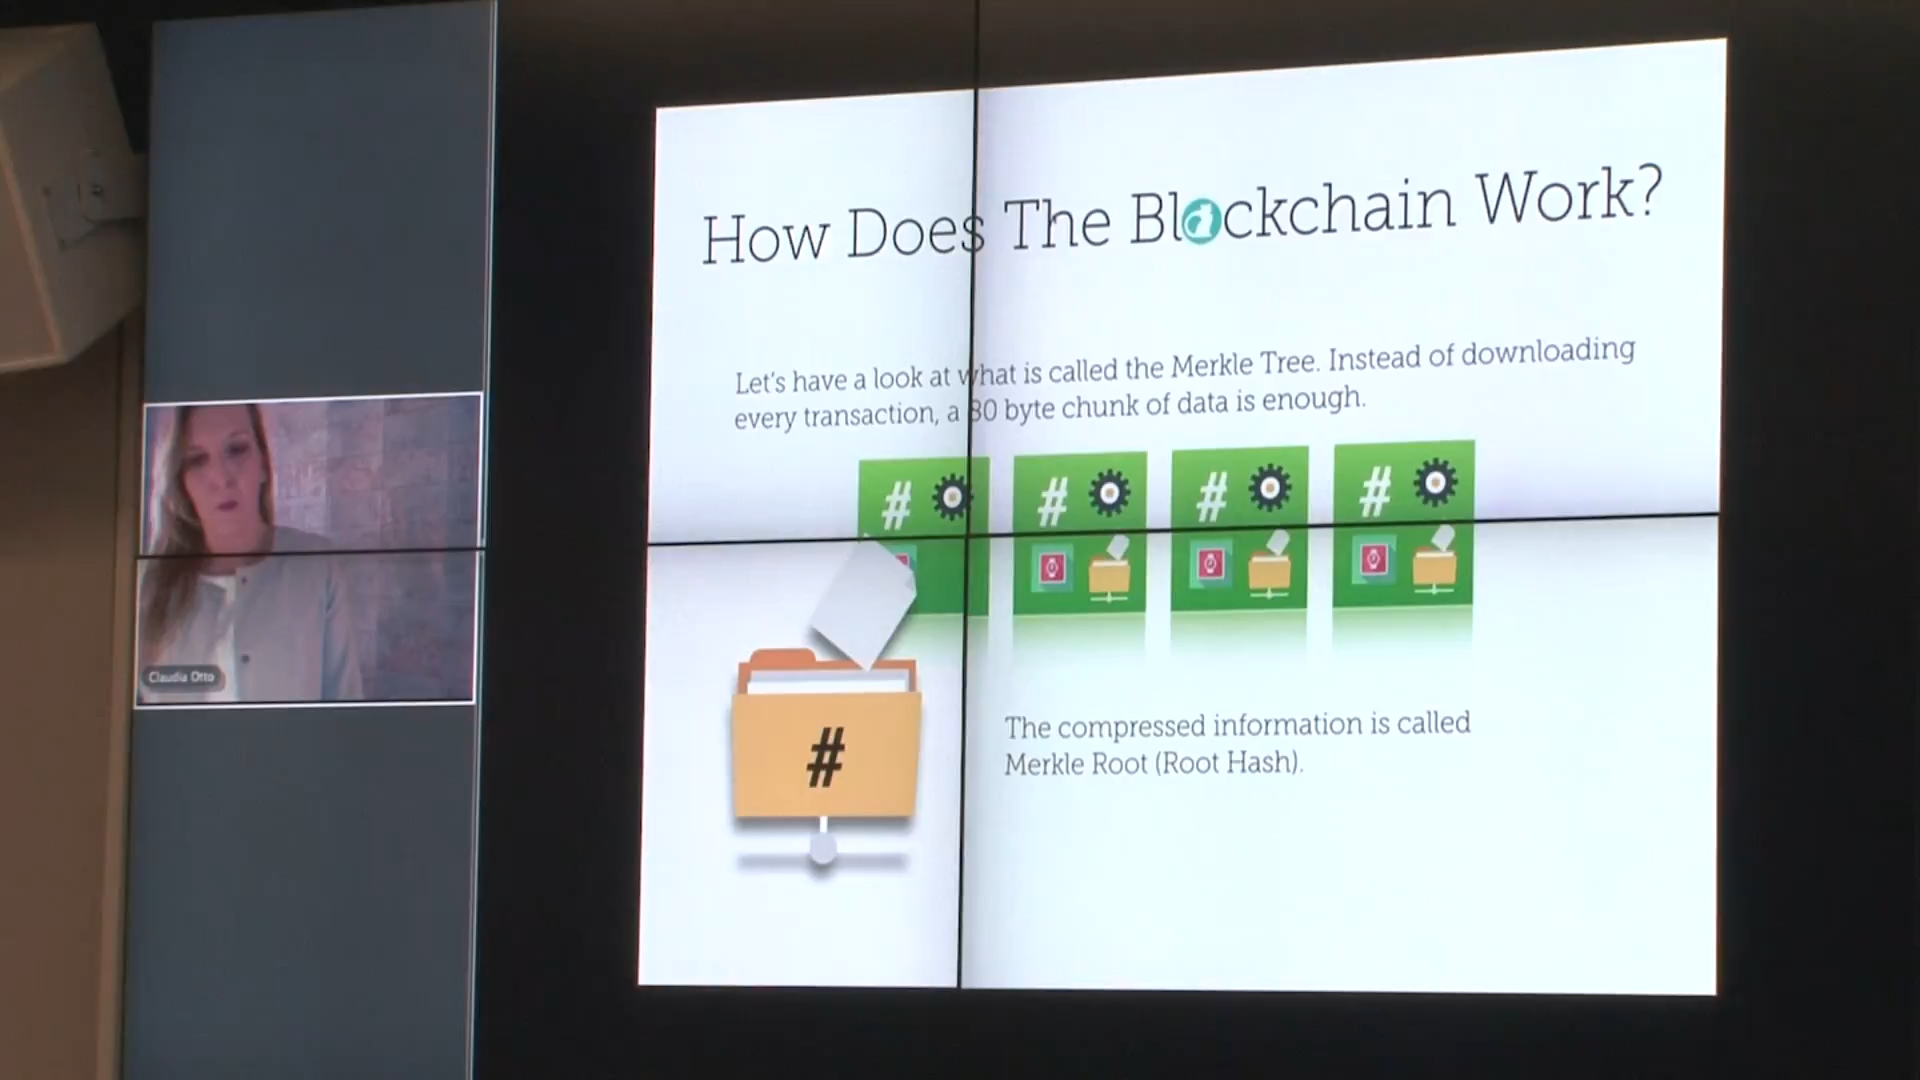 How Does The Blockchain Work?
Let's have a look at what is called the Merkle Tree. Instead of downloading
every transaction, a 80 byte chunk of data is enough.
# # # #
#
The compressed information is called
Merkle Root (Root Hash).
Claudia Otto